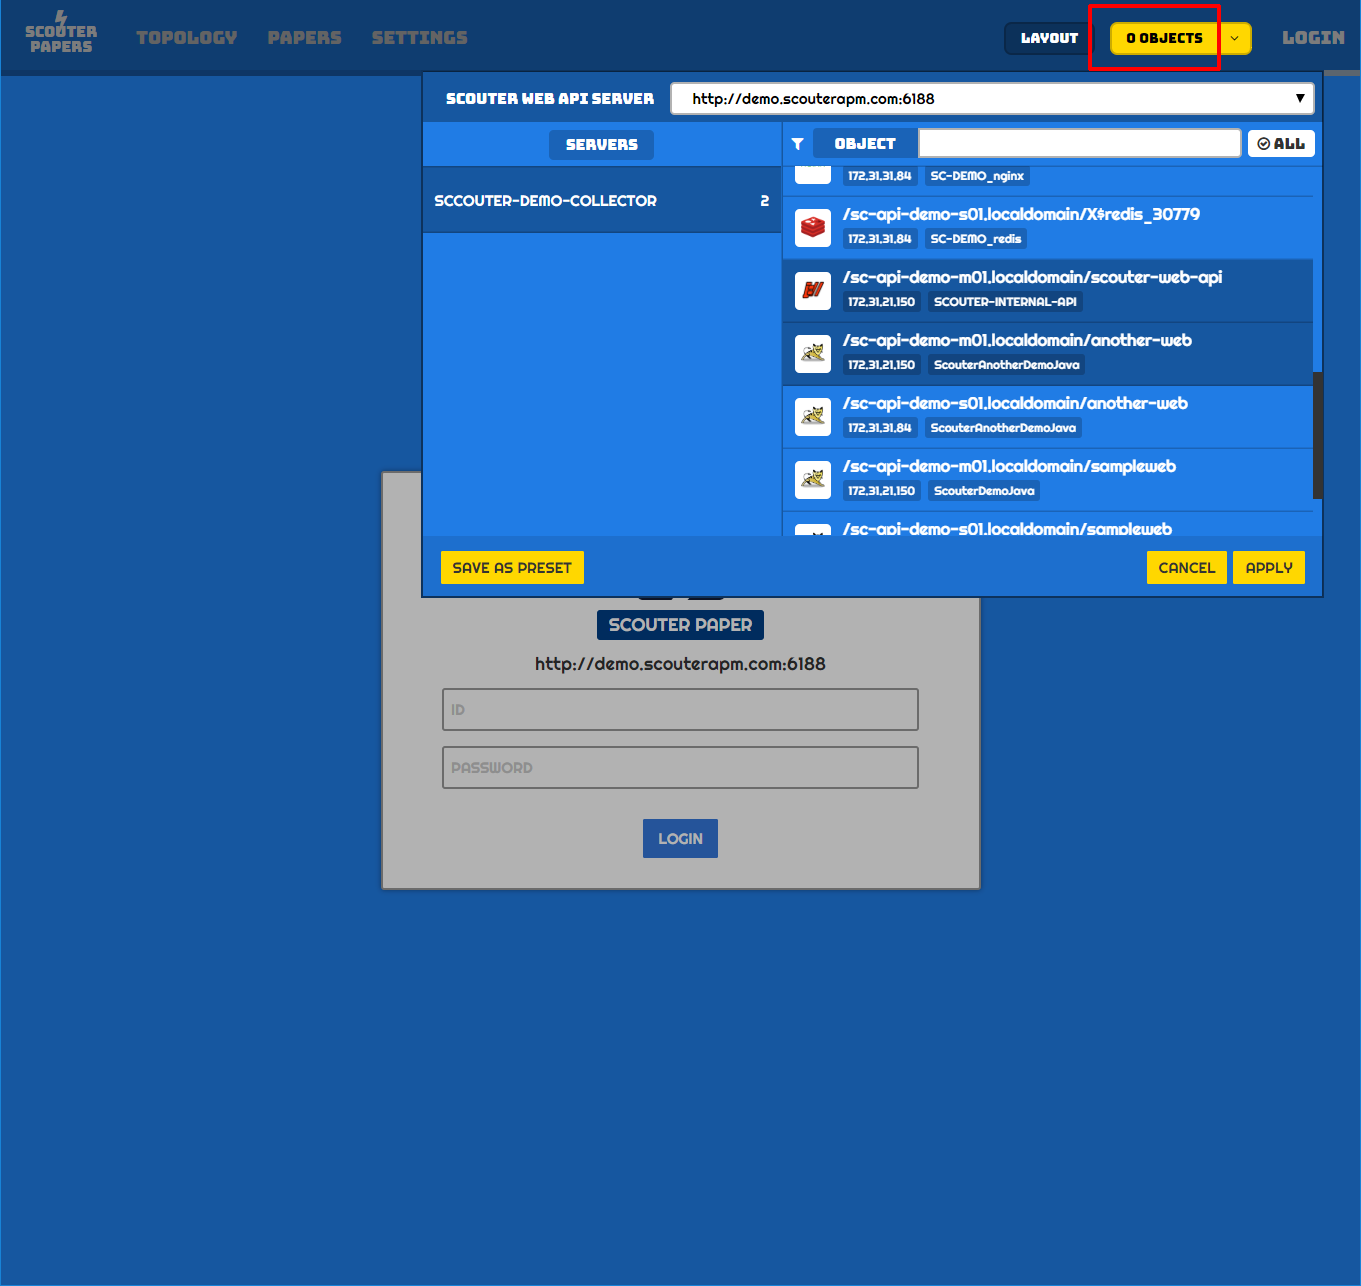 SCOUTER
PAPERS
TOPOLOGY
PAPERS
SETTINGS
LAYOUT
0 OBJECTS
LOGIN
SCOUTER WEB API SERVER
http://demo.scouterapm.com:6188
SERVERS
OBJECT
ALL
SCCOUTER-DEMO-COLLECTOR 2
172.31.31.84 SC-DEMO_nginx
/sc-api-demo-s01.localdomain/X$redis_30779
172.31.31.84 SC-DEMO_redis
/sc-api-demo-m01.localdomain/scouter-web-api
172.31.21.150 SCOUTER-INTERNAL-API
/sc-api-demo-m01.localdomain/another-web
172.31.21.150 ScouterAnotherDemoJava
/sc-api-demo-s01.localdomain/another-web
172.31.31.84 ScouterAnotherDemoJava
/sc-api-demo-m01.localdomain/sampleweb
172.31.21.150 ScouterDemoJava
/sc-api-demo-s01.localdomain/sampleweb
SAVE AS PRESET
CANCEL
APPLY
SCOUTER PAPER
http://demo.scouterapm.com:6188
ID
PASSWORD
LOGIN